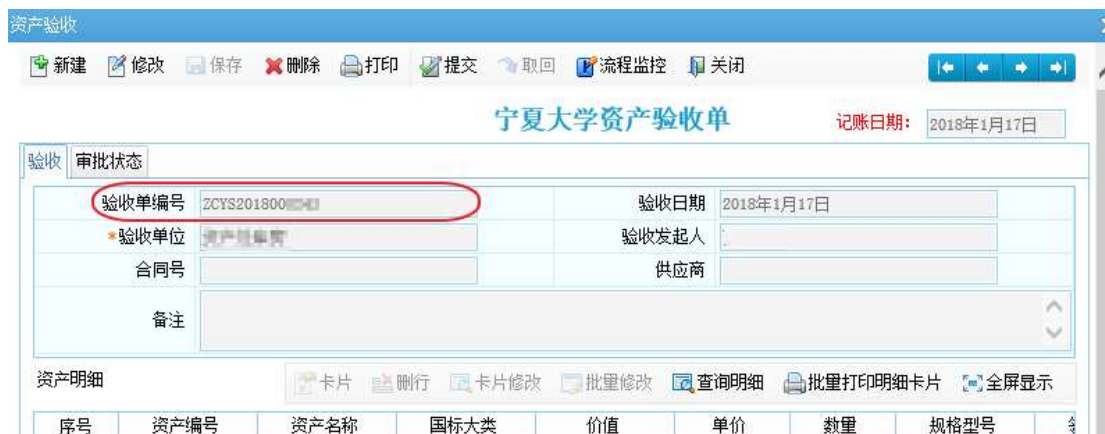 资产验收
新建 修改 保存 删除 打印 提交 取回 流程监控 关闭
宁夏大学资产验收单 记账日期： 2018年1月17日
验收 审批状态
验收单编号 ZCYS201800 验收日期 2018年1月17日
*验收单位 验收发起人
合同号 供应商
备注
资产明细 卡片 删行 卡片修改 批里修改 查询明细 批里打印明细卡片 全屏显示
序号 资产编号 资产名称 国标大类 价值 单价 数里 规格型号